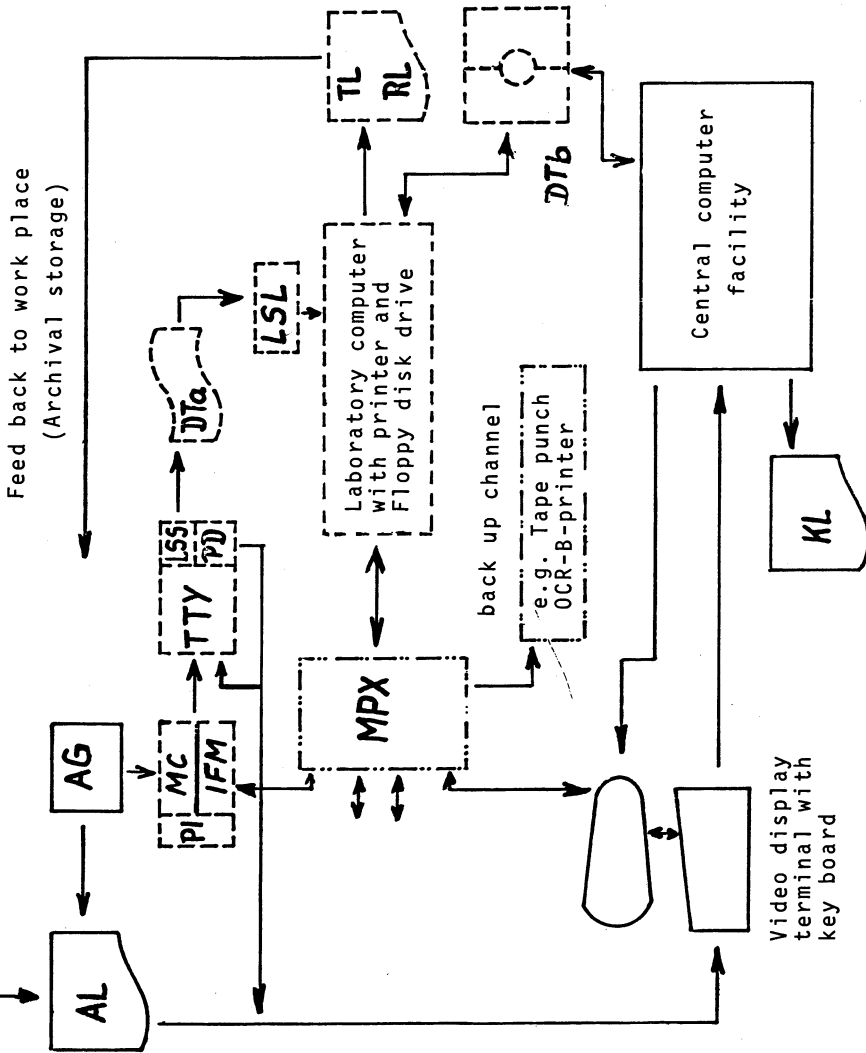 Feed back to work place
(Archival storage)
AL
AG
PI
MC
IFM
TTY
LSS
PD
DTa
LSL
TL
RL
MPX
Laboratory computer
with printer and
Floppy disk drive
DTb
back up channel
e.g. Tape punch
OCR-B-printer
Video display
terminal with
key board
Central computer
facility
KL